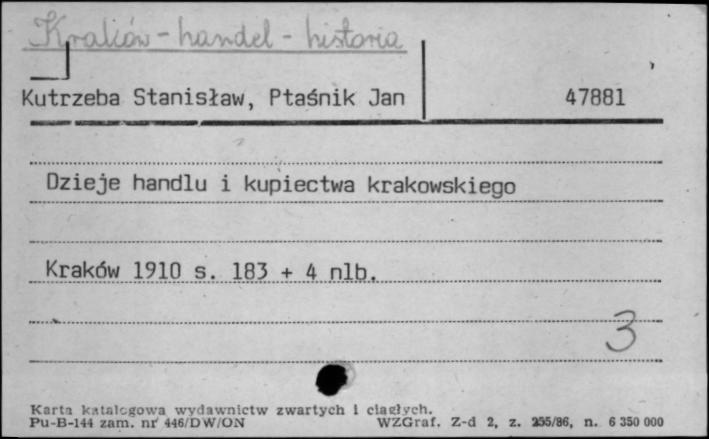 Kraków - handel - historia
Kutrzeba Stanisław, Ptaśnik Jan 47881
Dzieje handlu i kupiectwa krakowskiego
Kraków 1910 s. 183 + 4 nlb.
3
Karta katalogowa wydawnictw zwartych i ciągłych.
Pu-B-144 zam. nr 446/DW/ON WZGraf. Z-d 2, z. 255/86, n. 6 350 000